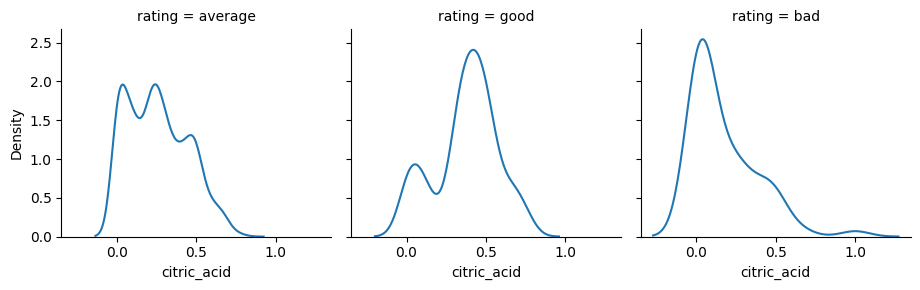 rating = average
rating = good
rating = bad
2.5
2.0
1.5
1.0
0.5
0.0
Density
0.0 0.5 1.0
0.0 0.5 1.0
0.0 0.5 1.0
citric_acid
citric_acid
citric_acid